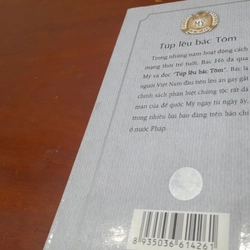 Túp lều bác Tôm
Trong những năm hoạt động cách
mạng thời trẻ tuổi, Bác Hồ đã qua
Mỹ và đọc "Túp lều bác Tôm". Bác là
người Việt Nam đầu tiên lên án gay gắt
chính sách phân biệt chủng tộc rất dã
man của đế quốc Mỹ ngay từ ngày ấy,
trong nhiều bài báo đăng trên báo chí
ở nước Pháp.
8 935036 614261